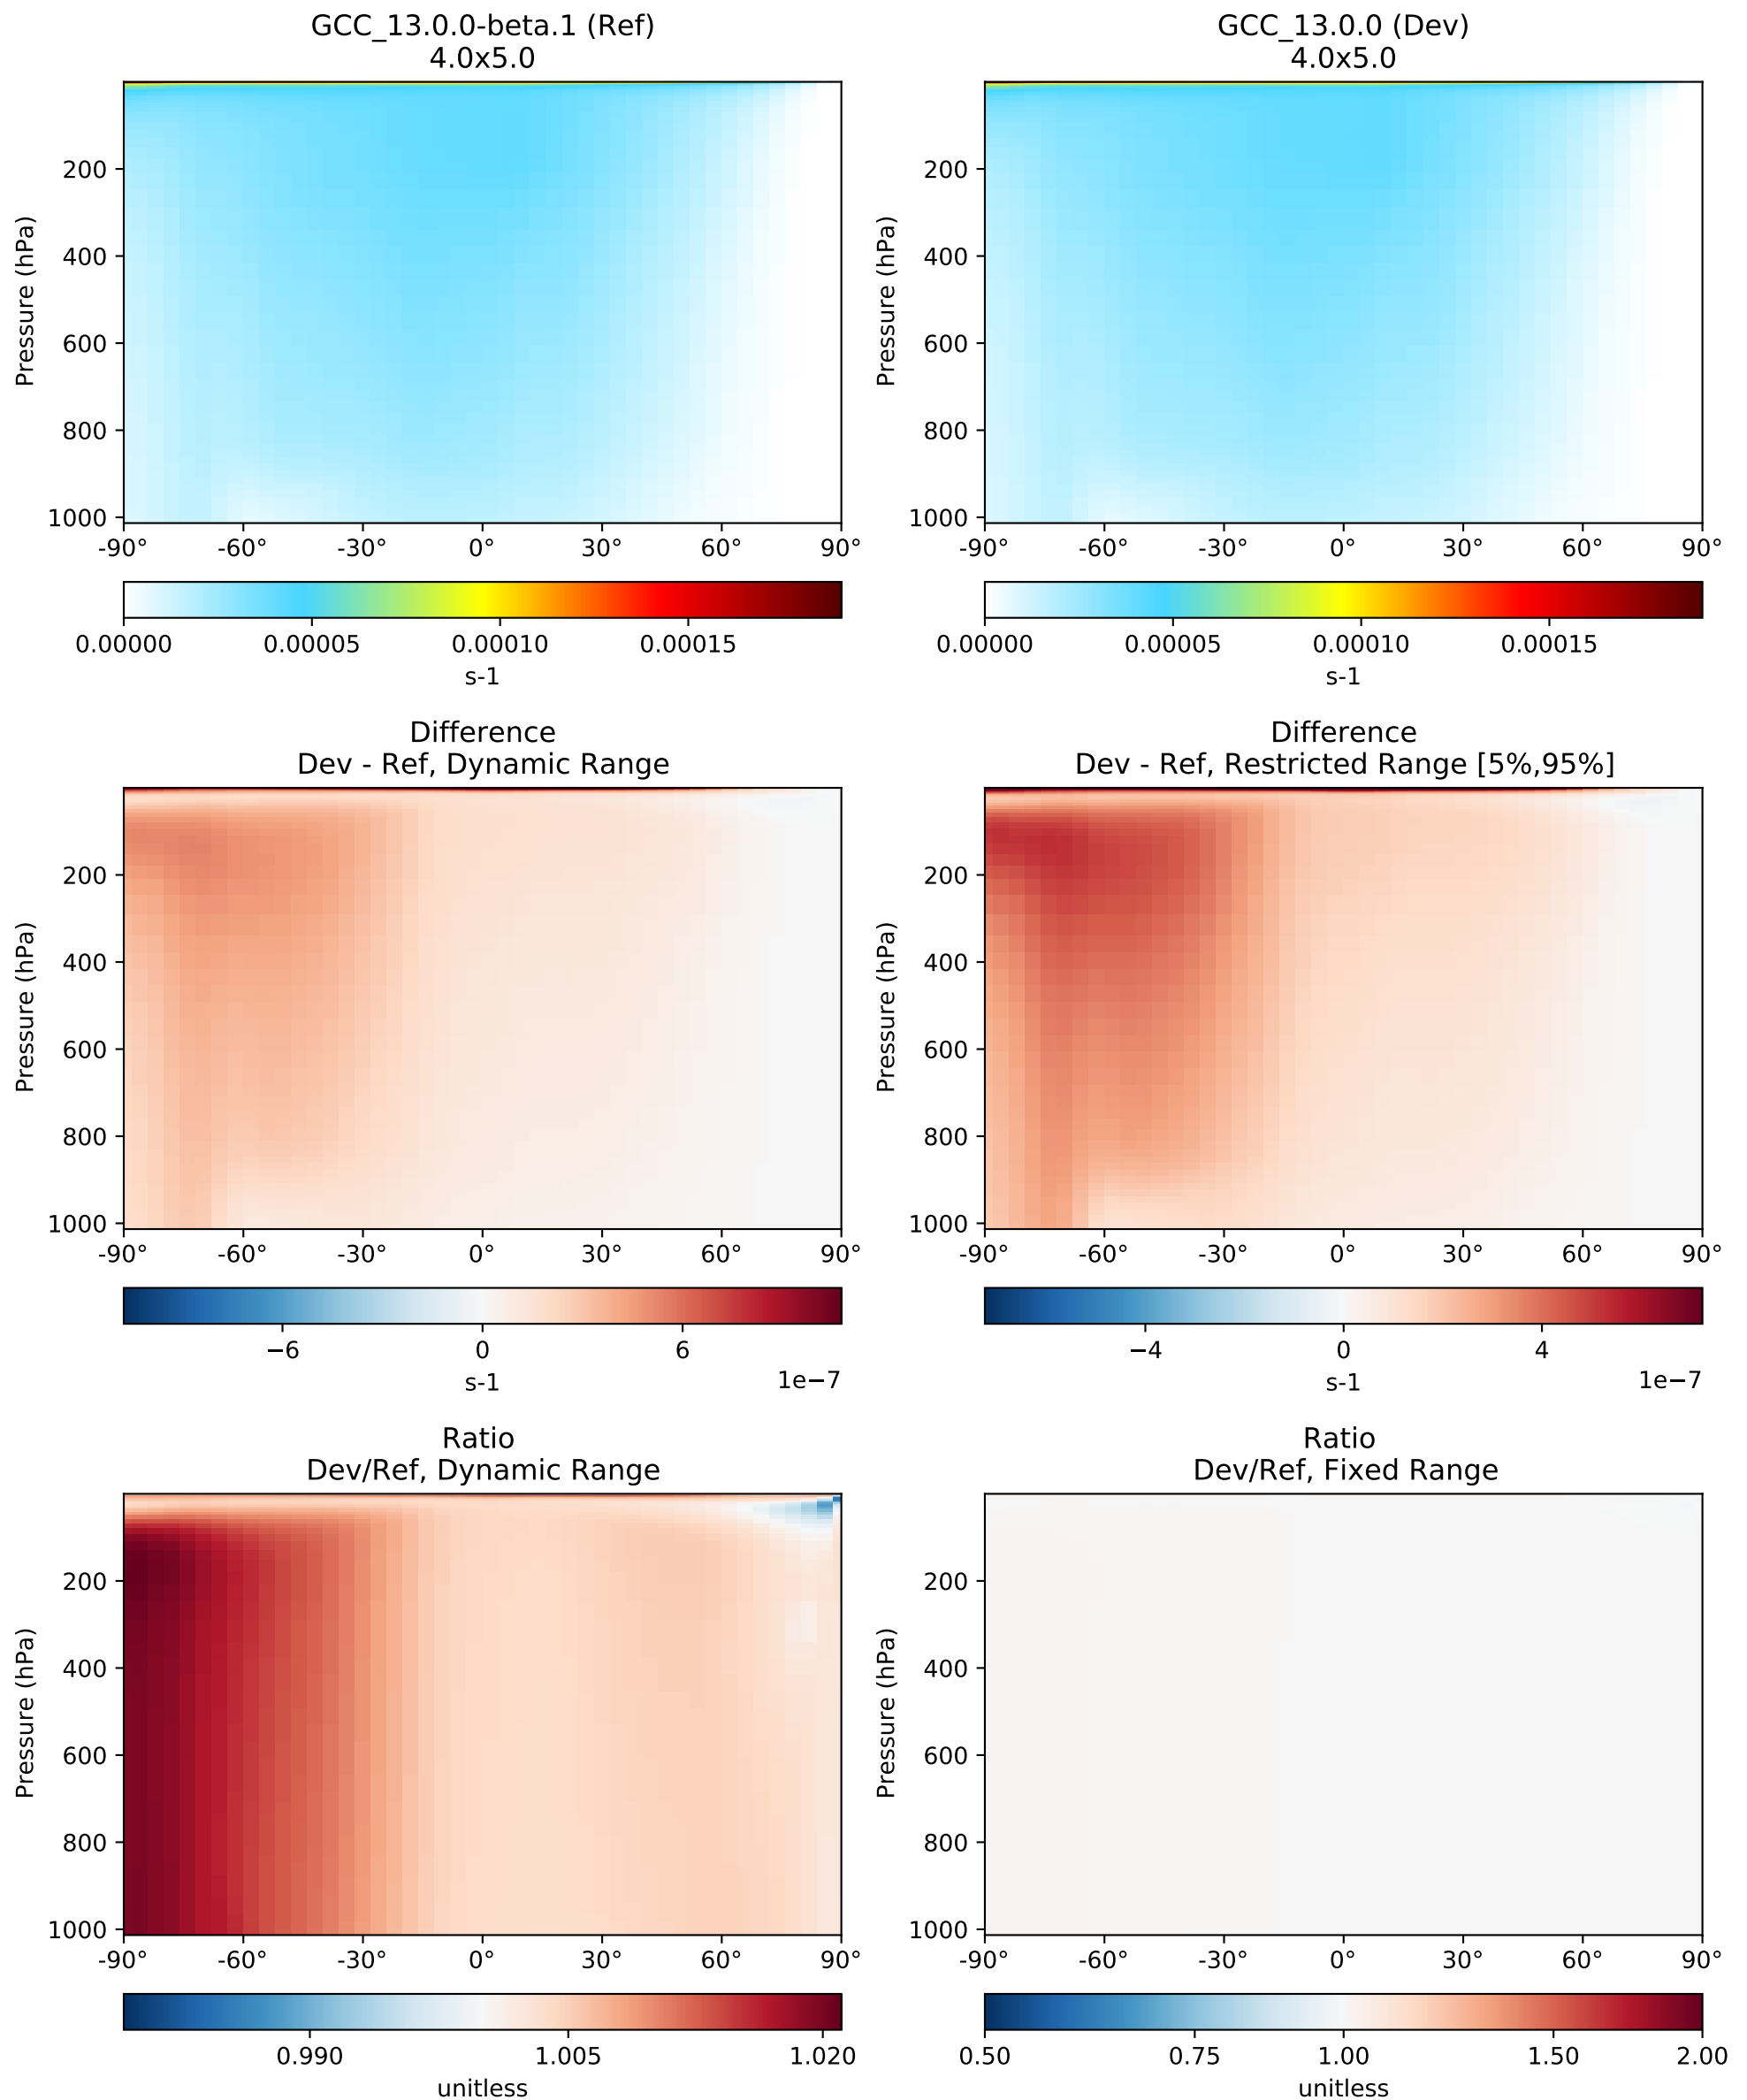 GCC_13.0.0-beta.1 (Ref)
4.0x5.0
Pressure (hPa)
200
400
600
800
1000
-90° -60° -30° 0° 30° 60° 90°
0.00000 0.00005 0.00010 0.00015
s-1
GCC_13.0.0 (Dev)
4.0x5.0
Pressure (hPa)
200
400
600
800
1000
-90° -60° -30° 0° 30° 60° 90°
0.00000 0.00005 0.00010 0.00015
s-1
Difference
Dev - Ref, Dynamic Range
Pressure (hPa)
200
400
600
800
1000
-90° -60° -30° 0° 30° 60° 90°
−6 0 6
s-1
1e−7
Difference
Dev - Ref, Restricted Range [5%,95%]
Pressure (hPa)
200
400
600
800
1000
-90° -60° -30° 0° 30° 60° 90°
−4 0 4
s-1
1e−7
Ratio
Dev/Ref, Dynamic Range
Pressure (hPa)
200
400
600
800
1000
-90° -60° -30° 0° 30° 60° 90°
0.990 1.005 1.020
unitless
Ratio
Dev/Ref, Fixed Range
Pressure (hPa)
200
400
600
800
1000
-90° -60° -30° 0° 30° 60° 90°
0.50 0.75 1.00 1.50 2.00
unitless